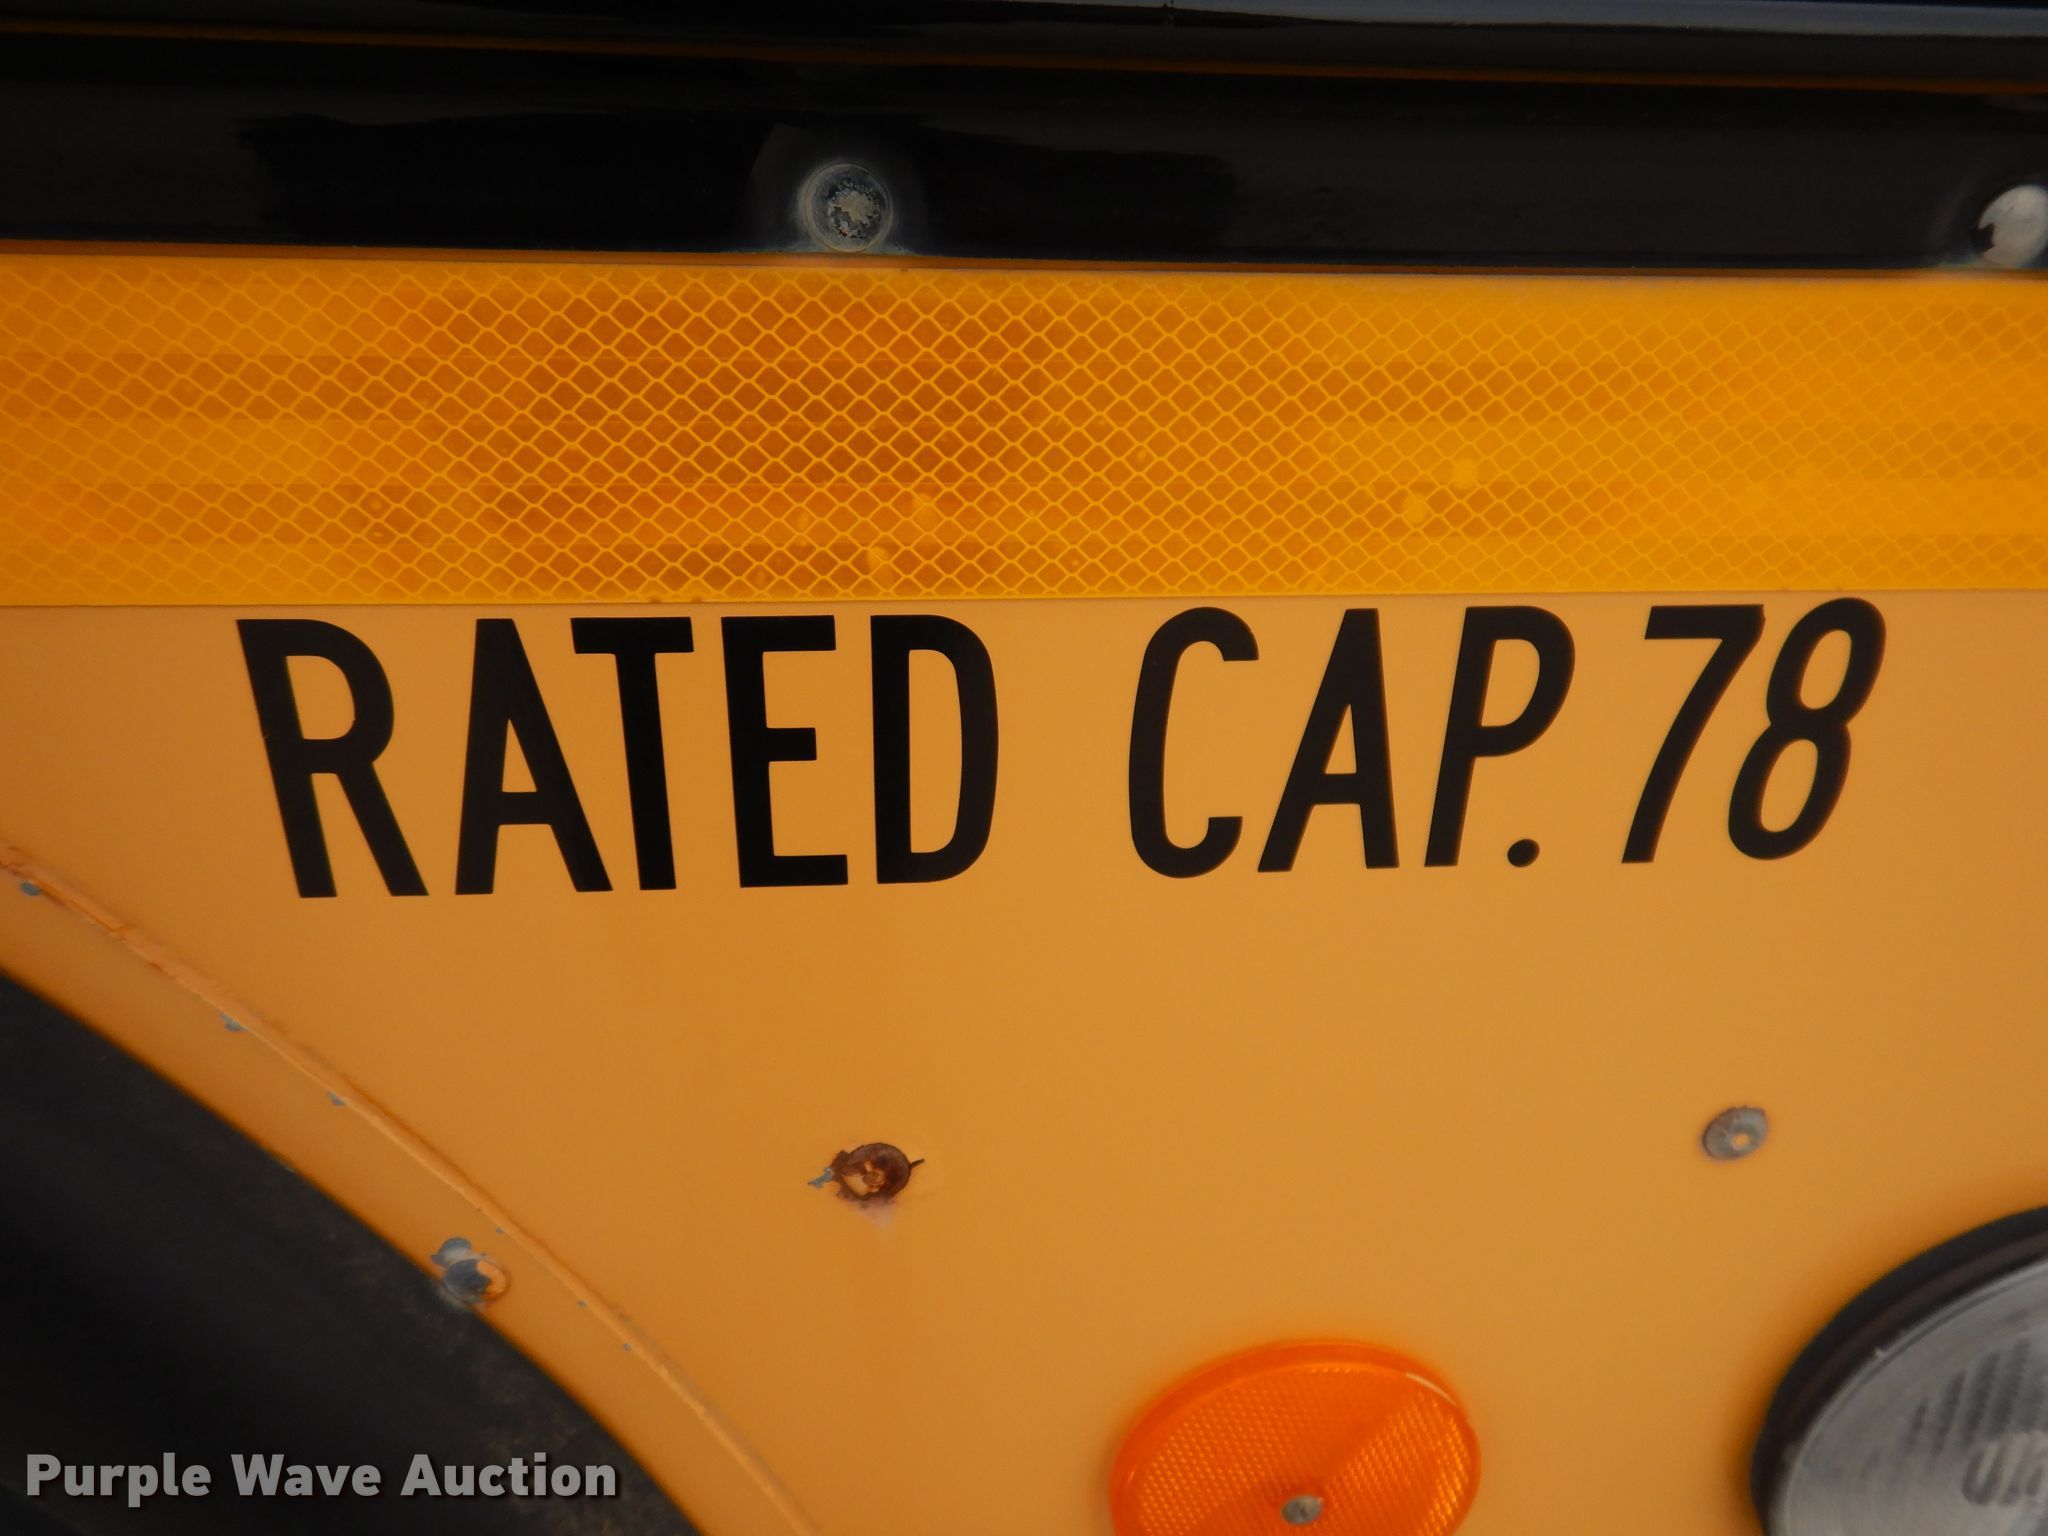 RATED CAP. 78
Purple Wave Auction